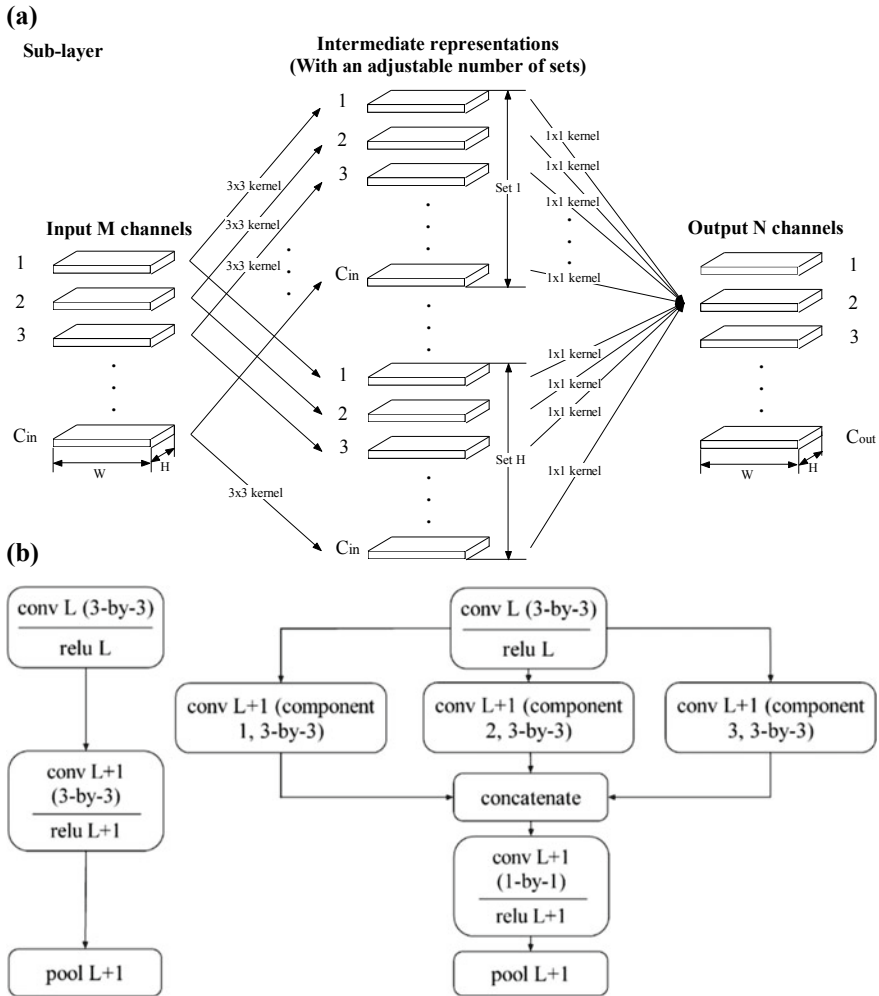 (a)
Sub-layer
Intermediate representations
(With an adjustable number of sets)
Input M channels
1
2
3
Cin
W
H
3x3 kernel
3x3 kernel
3x3 kernel
3x3 kernel
1
2
3
Cin
Set 1
1
2
3
Cin
Set H
1x1 kernel
1x1 kernel
1x1 kernel
1x1 kernel
1x1 kernel
1x1 kernel
1x1 kernel
1x1 kernel
Output N channels
1
2
3
Cout
W
H
(b)
conv L (3-by-3)
relu L
conv L+1
(3-by-3)
relu L+1
pool L+1
conv L (3-by-3)
relu L
conv L+1 (component
1, 3-by-3)
conv L+1 (component
2, 3-by-3)
conv L+1 (component
3, 3-by-3)
concatenate
conv L+1
(1-by-1)
relu L+1
pool L+1